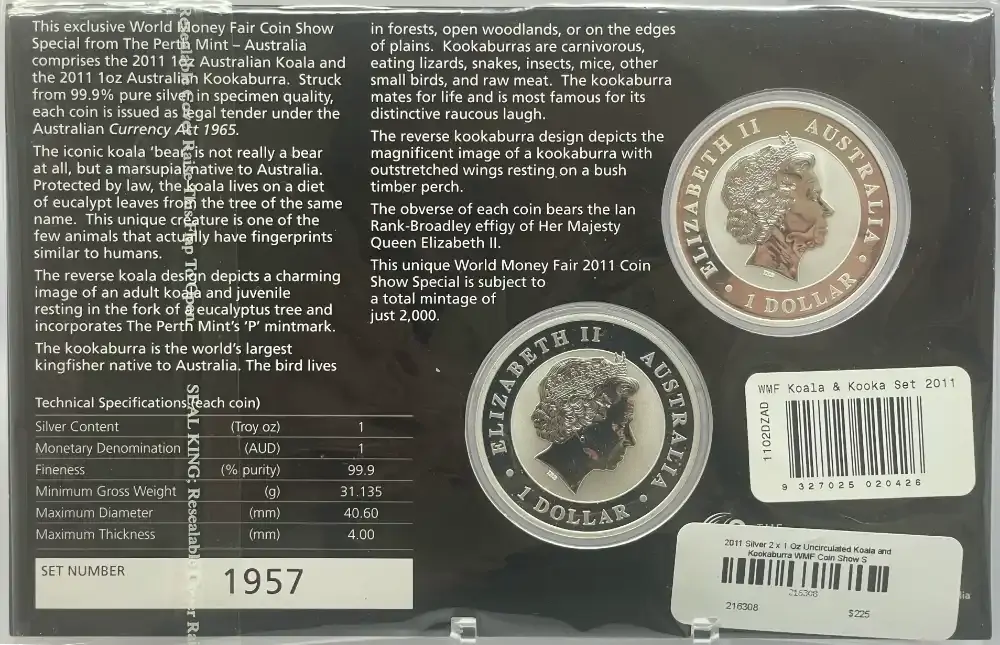 This exclusive World Money Fair Coin Show
Special from The Perth Mint – Australia
comprises the 2011 1oz Australian Koala and
the 2011 1oz Australian Kookaburra. Struck
from 99.9% pure silver in specimen quality,
each coin is issued as legal tender under the
Australian Currency Act 1965.
The iconic koala 'bear' is not really a bear
at all, but a marsupial native to Australia.
Protected by law, the koala lives on a diet
of eucalypt leaves from the tree of the same
name. This unique creature is one of the
few animals that actually have fingerprints
similar to humans.
The reverse koala design depicts a charming
image of an adult koala and juvenile
resting in the fork of a eucalyptus tree and
incorporates The Perth Mint's 'P' mintmark.
The kookaburra is the world's largest
kingfisher native to Australia. The bird lives
in forests, open woodlands, or on the edges
of plains. Kookaburras are carnivorous,
eating lizards, snakes, insects, mice, other
small birds, and raw meat. The kookaburra
mates for life and is most famous for its
distinctive raucous laugh.
The reverse kookaburra design depicts the
magnificent image of a kookaburra with
outstretched wings resting on a bush
timber perch.
The obverse of each coin bears the Ian
Rank-Broadley effigy of Her Majesty
Queen Elizabeth II.
This unique World Money Fair 2011 Coin
Show Special is subject to
a total mintage of
just 2,000.
Technical Specifications (each coin)
Silver Content (Troy oz) 1
Monetary Denomination (AUD) 1
Fineness (% purity) 99.9
Minimum Gross Weight (g) 31.135
Maximum Diameter (mm) 40.60
Maximum Thickness (mm) 4.00
SET NUMBER 1957
SEAL KING: Resealable
ELIZABETH II AUSTRALIA
• 1 DOLLAR •
ELIZABETH II AUSTRALIA
• 1 DOLLAR •
WMF Koala & Kooka Set 2011
1102DZAD
9 327025 020426
THE
2011 Silver 2 x 1 Oz Uncirculated Koala and
Kookaburra WMF Coin Show S
216308
216308 $225